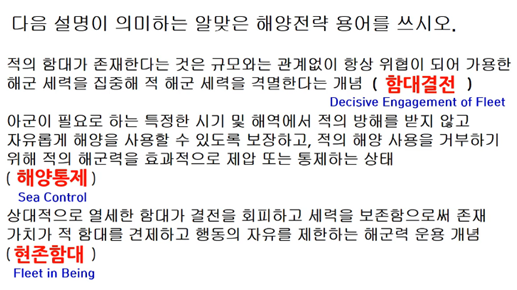 다음 설명이 의미하는 알맞은 해양전략 용어를 쓰시오.
적의 함대가 존재한다는 것은 규모와는 관계없이 항상 위협이 되어 가용한
해군 세력을 집중해 적 해군 세력을 격멸한다는 개념 ( 함대결전 )
Decisive Engagement of Fleet
아군이 필요로 하는 특정한 시기 및 해역에서 적의 방해를 받지 않고
자유롭게 해양을 사용할 수 있도록 보장하고, 적의 해양 사용을 거부하기
위해 적의 해군력을 효과적으로 제압 또는 통제하는 상태
( 해양통제 )
Sea Control
상대적으로 열세한 함대가 결전을 회피하고 세력을 보존함으로써 존재
가치가 적 함대를 견제하고 행동의 자유를 제한하는 해군력 운용 개념
( 현존함대 )
Fleet in Being